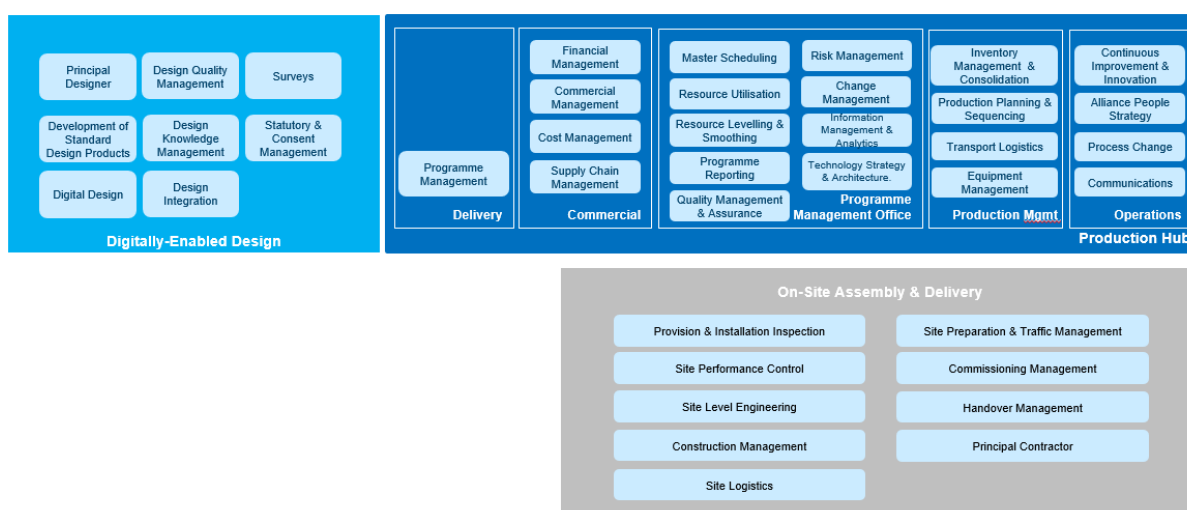 Principal
Designer
Design Quality
Management
Surveys
Development of
Standard
Design Products
Design
Knowledge
Management
Statutory &
Consent
Management
Digital Design
Design
Integration
Digitally-Enabled Design
Programme
Management
Delivery
Financial
Management
Commercial
Management
Cost Management
Supply Chain
Management
Commercial
Master Scheduling
Resource Utilisation
Resource Levelling &
Smoothing
Programme
Reporting
Quality Management
& Assurance
Risk Management
Change
Management
Information
Management &
Analytics
Technology Strategy
& Architecture.
Programme
Management Office
Inventory
Management &
Consolidation
Production Planning &
Sequencing
Transport Logistics
Equipment
Management
Production Mgmt
Continuous
Improvement &
Innovation
Alliance People
Strategy
Process Change
Communications
Operations
Production Hub
On-Site Assembly & Delivery
Provision & Installation Inspection
Site Performance Control
Site Level Engineering
Construction Management
Site Logistics
Site Preparation & Traffic Management
Commissioning Management
Handover Management
Principal Contractor